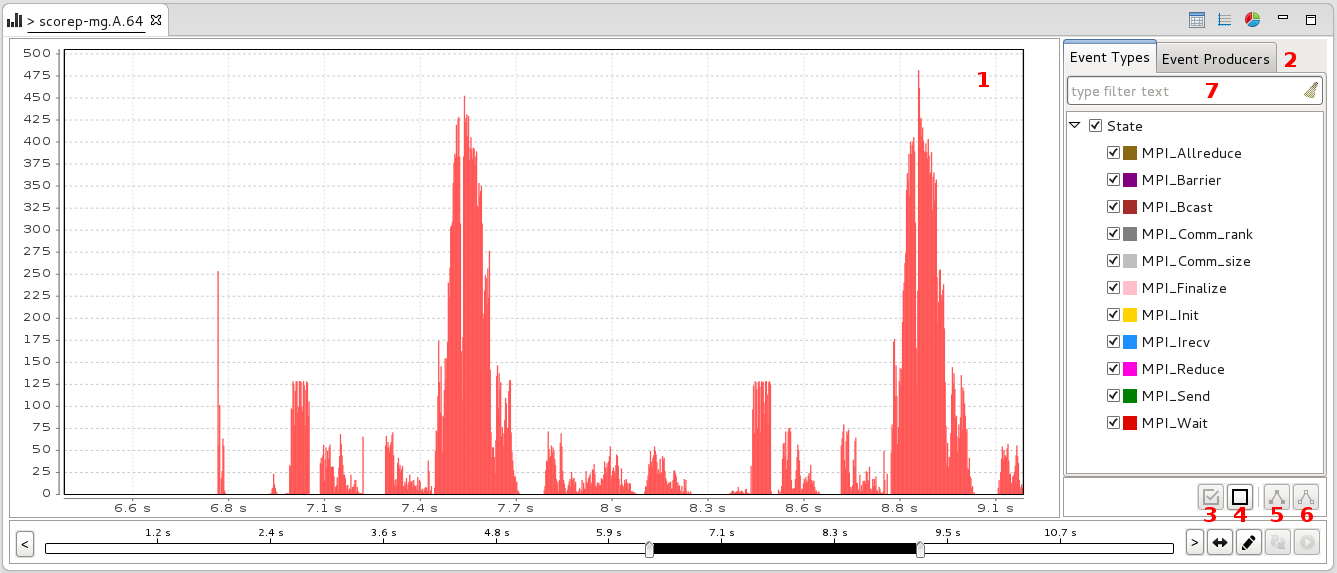 > scorep-mg.A.64
500
475
450
425
400
375
350
325
300
275
250
225
200
175
150
125
100
75
50
25
0
6.6 s 6.8 s 7.1 s 7.4 s 7.7 s 8 s 8.3 s 8.6 s 8.8 s 9.1 s
1
Event Types Event Producers 2
type filter text 7
State
MPI_Allreduce
MPI_Barrier
MPI_Bcast
MPI_Comm_rank
MPI_Comm_size
MPI_Finalize
MPI_Init
MPI_Irecv
MPI_Reduce
MPI_Send
MPI_Wait
3 4 5 6
< 1.2 s 2.4 s 3.6 s 4.8 s 5.9 s 7.1 s 8.3 s 9.5 s 10.7 s >